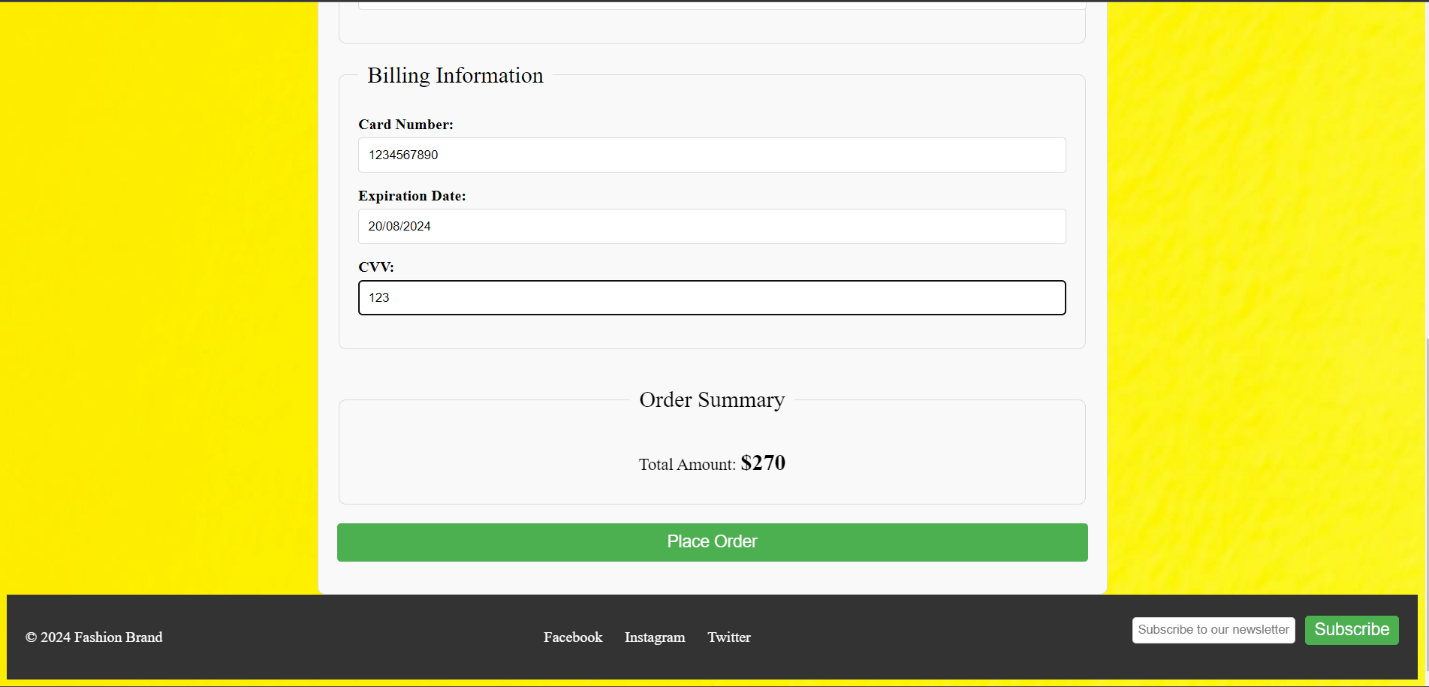 Billing Information
Card Number:
1234567890
Expiration Date:
20/08/2024
CVV:
123
Order Summary
Total Amount: $270
Place Order
© 2024 Fashion Brand
Facebook Instagram Twitter
Subscribe to our newsletter Subscribe